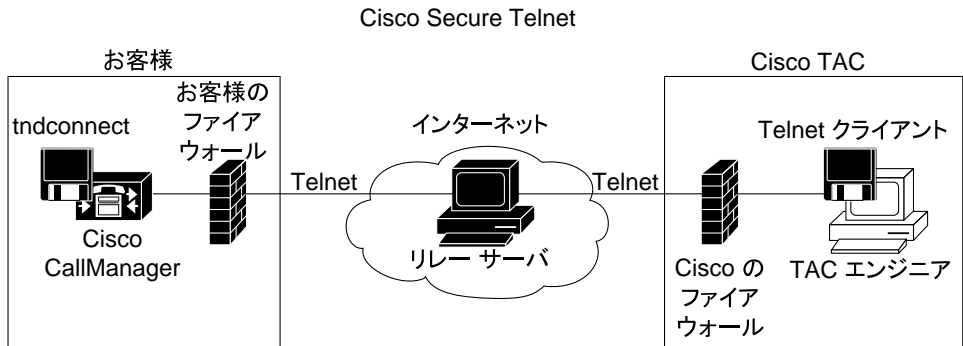 Cisco Secure Telnet
お客様
Cisco TAC
お客様の
ファイア
ウォール
tndconnect
インターネット
Telnet クライアント
Telnet
Telnet
Cisco
CallManager
リレー サーバ
Cisco の
ファイア
ウォール
TAC エンジニア